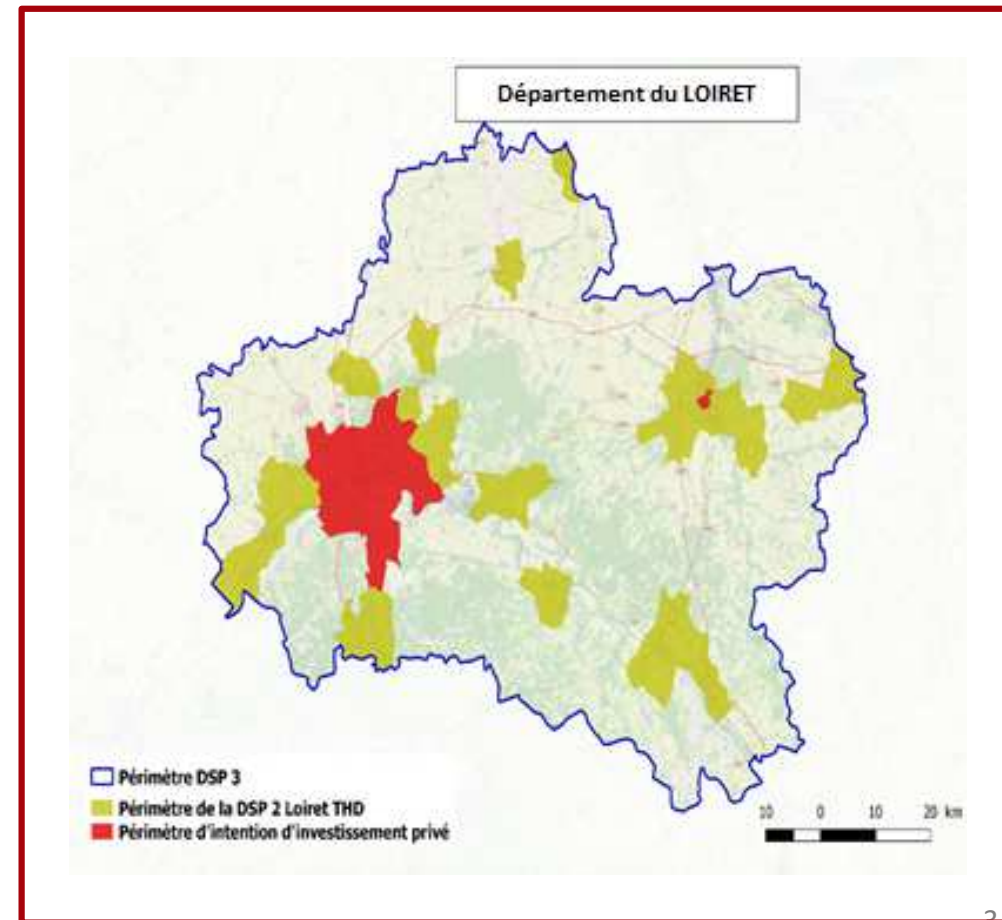 Département du LOIRET
Périmètre DSP 3
Périmètre de la DSP 2 Loiret THD
Périmètre d'intention d'investissement privé
10 0 10 20 km